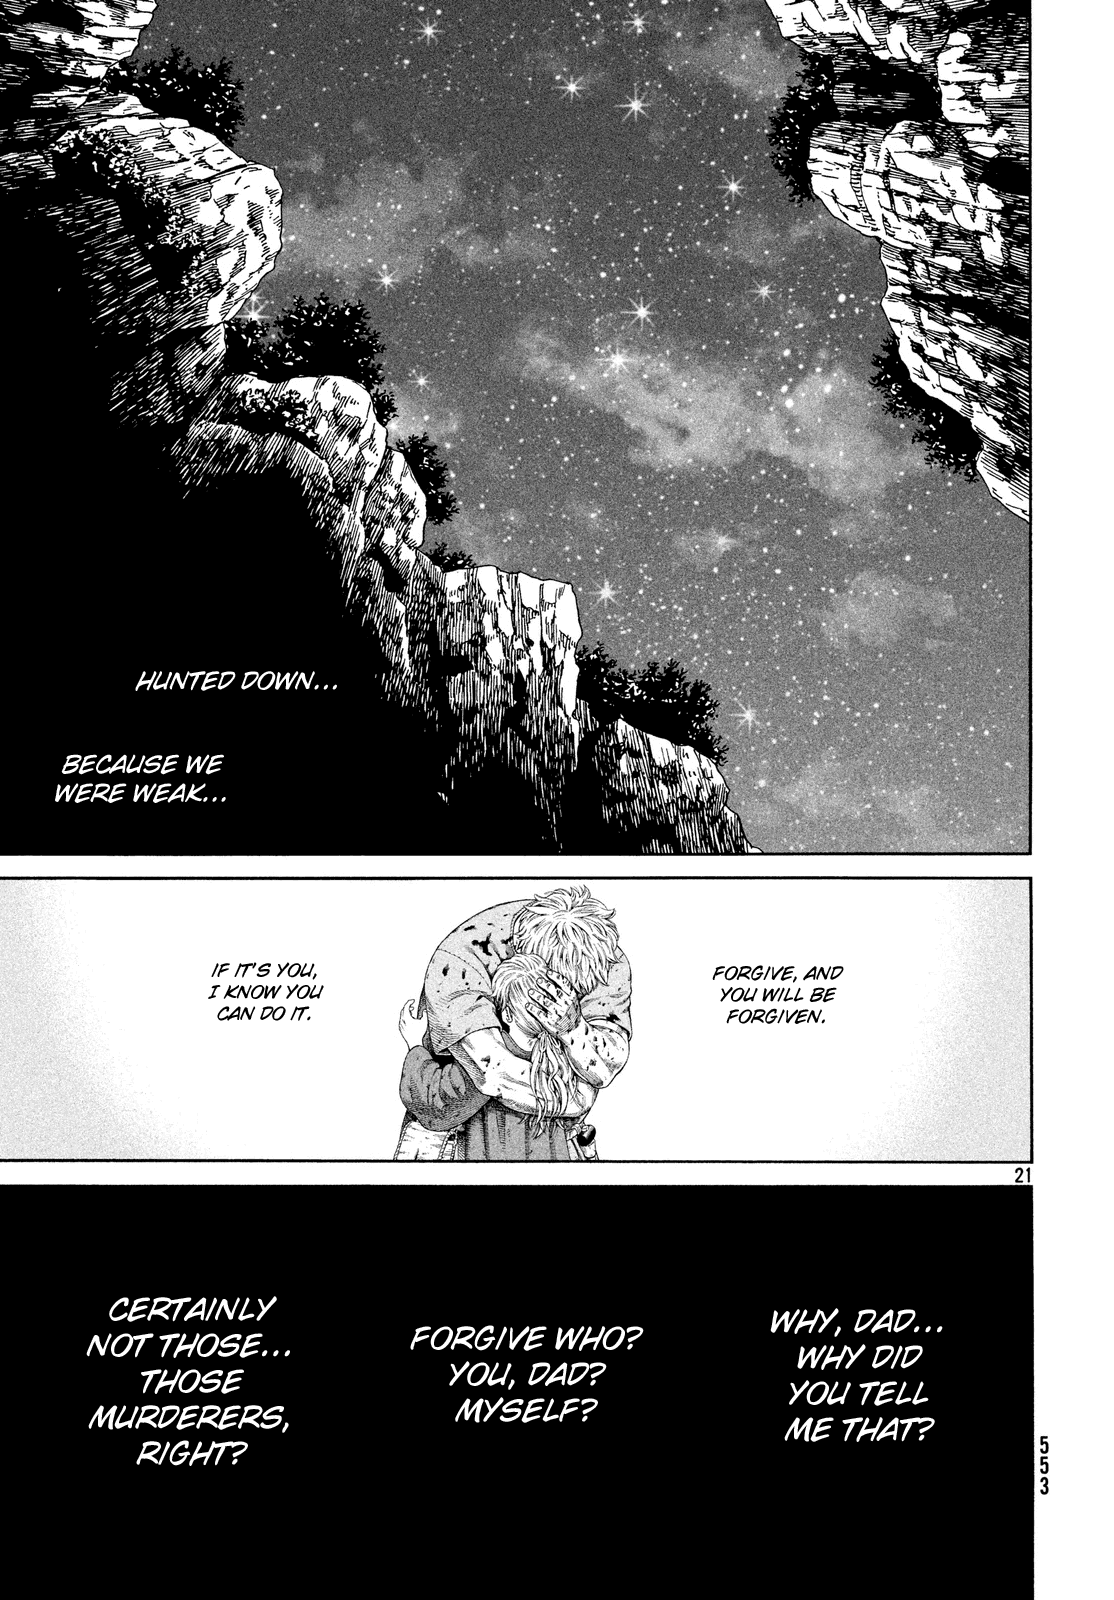 HUNTED DOWN...
BECAUSE WE
WERE WEAK...
FORGIVE, AND
YOU WILL BE
FORGIVEN.
IF IT'S YOU,
I KNOW YOU
CAN DO IT.
21
WHY, DAD...
WHY DID
YOU TELL
ME THAT?
FORGIVE WHO?
YOU, DAD?
MYSELF?
CERTAINLY
NOT THOSE...
THOSE
MURDERERS,
RIGHT?
553